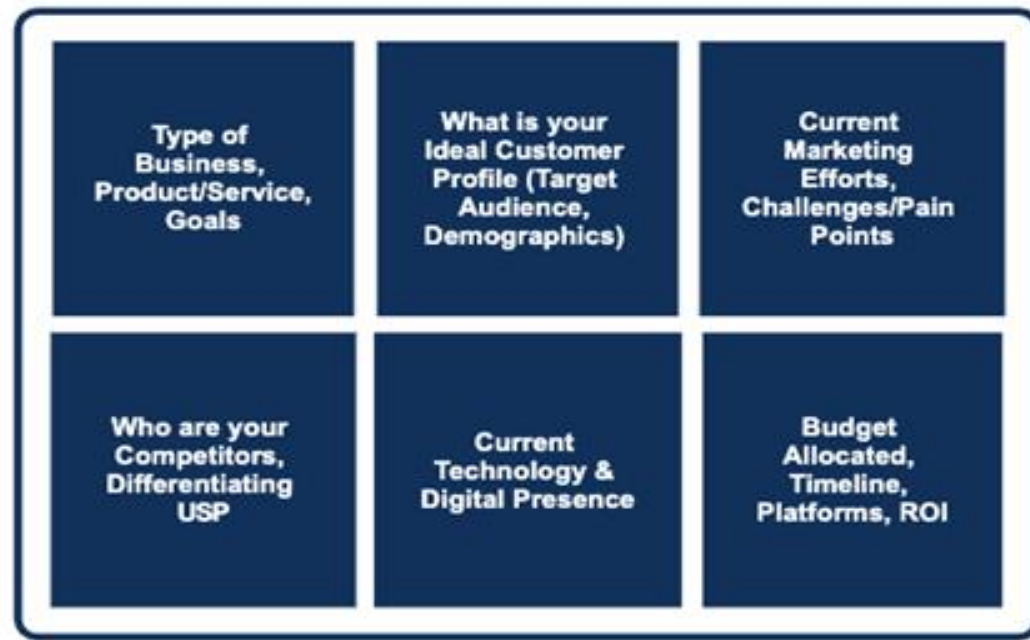 Type of
Business,
Product/Service,
Goals
What is your
Ideal Customer
Profile (Target
Audience,
Demographics)
Current
Marketing
Efforts,
Challenges/Pain
Points
Who are your
Competitors,
Differentiating
USP
Current
Technology &
Digital Presence
Budget
Allocated,
Timeline,
Platforms, ROI